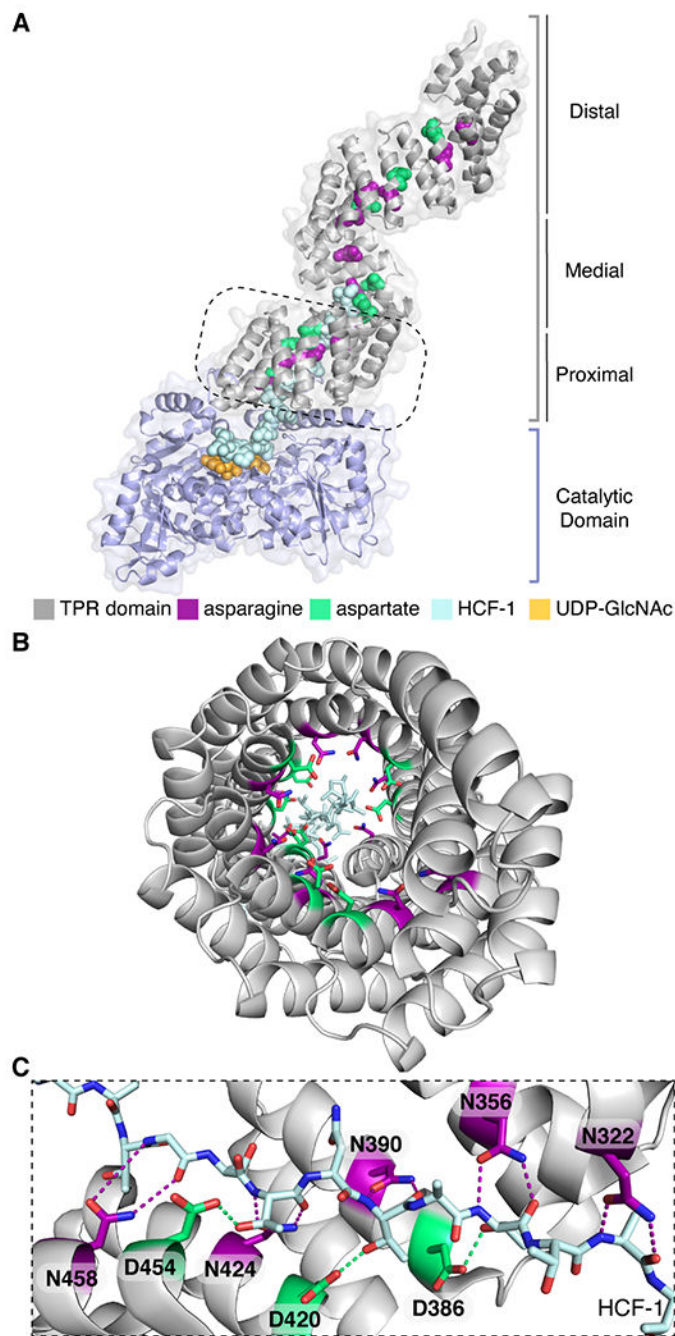 A
Distal
Medial
Proximal
Catalytic
Domain
TPR domain asparagine aspartate HCF-1 UDP-GlcNAc
B
C
N356
N390
N322
N458
D454
N424
D420
D386
HCF-1